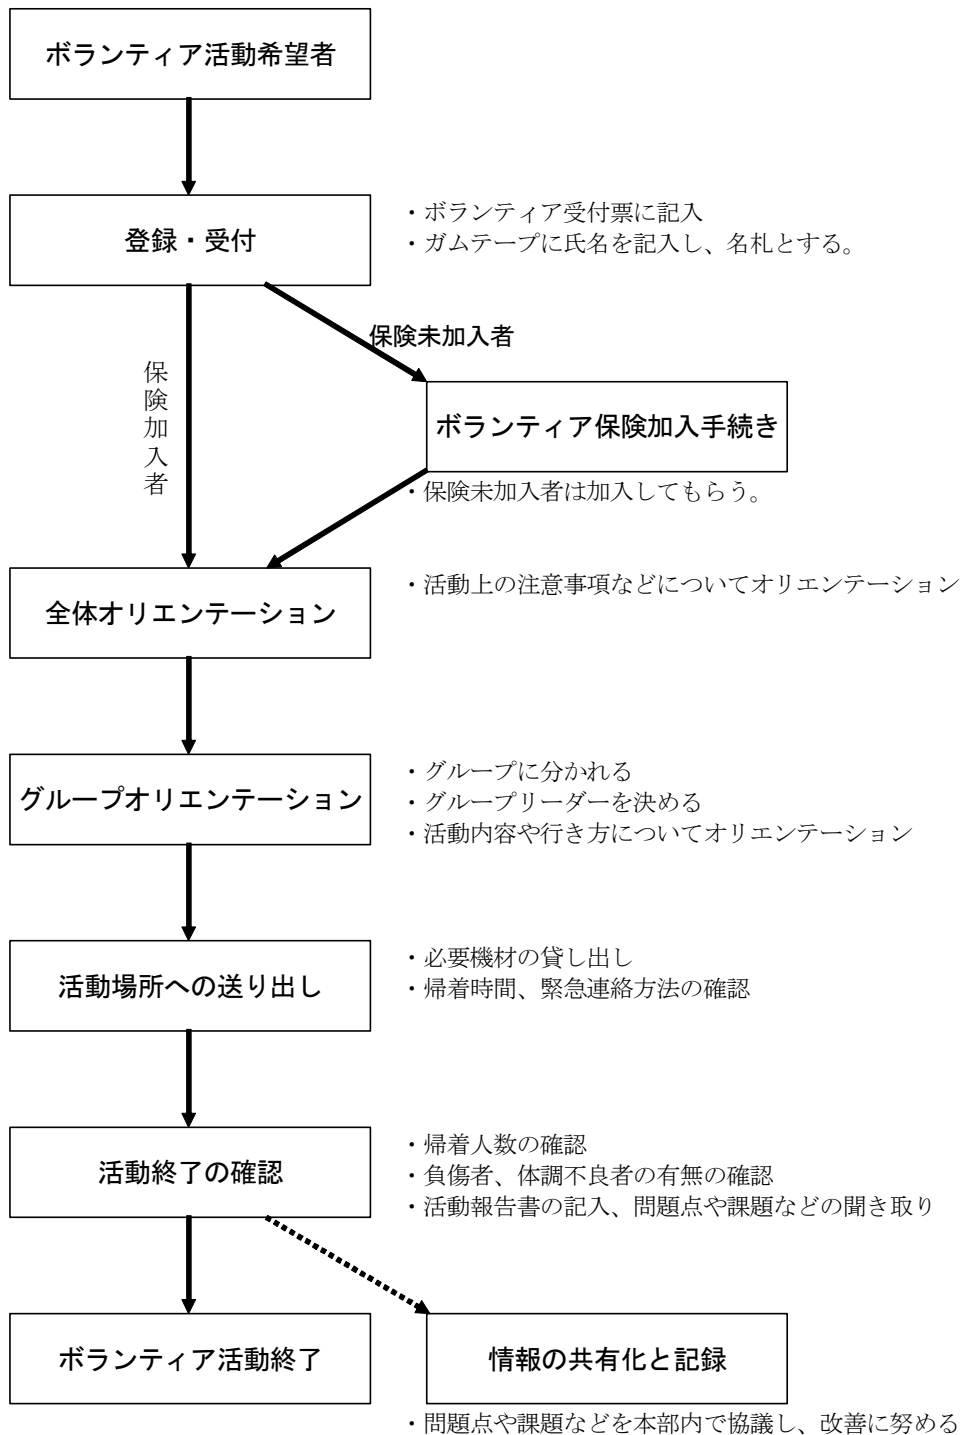 ボランティア活動希望者
登録・受付
・ボランティア受付票に記入
・ガムテープに氏名を記入し、名札とする。
保険未加入者
保険加入者
ボランティア保険加入手続き
・保険未加入者は加入してもらう。
全体オリエンテーション
・活動上の注意事項などについてオリエンテーション
グループオリエンテーション
・グループに分かれる
・グループリーダーを決める
・活動内容や行き方についてオリエンテーション
活動場所への送り出し
・必要機材の貸し出し
・帰着時間、緊急連絡方法の確認
活動終了の確認
・帰着人数の確認
・負傷者、体調不良者の有無の確認
・活動報告書の記入、問題点や課題などの聞き取り
ボランティア活動終了
情報の共有化と記録
・問題点や課題などを本部内で協議し、改善に努める